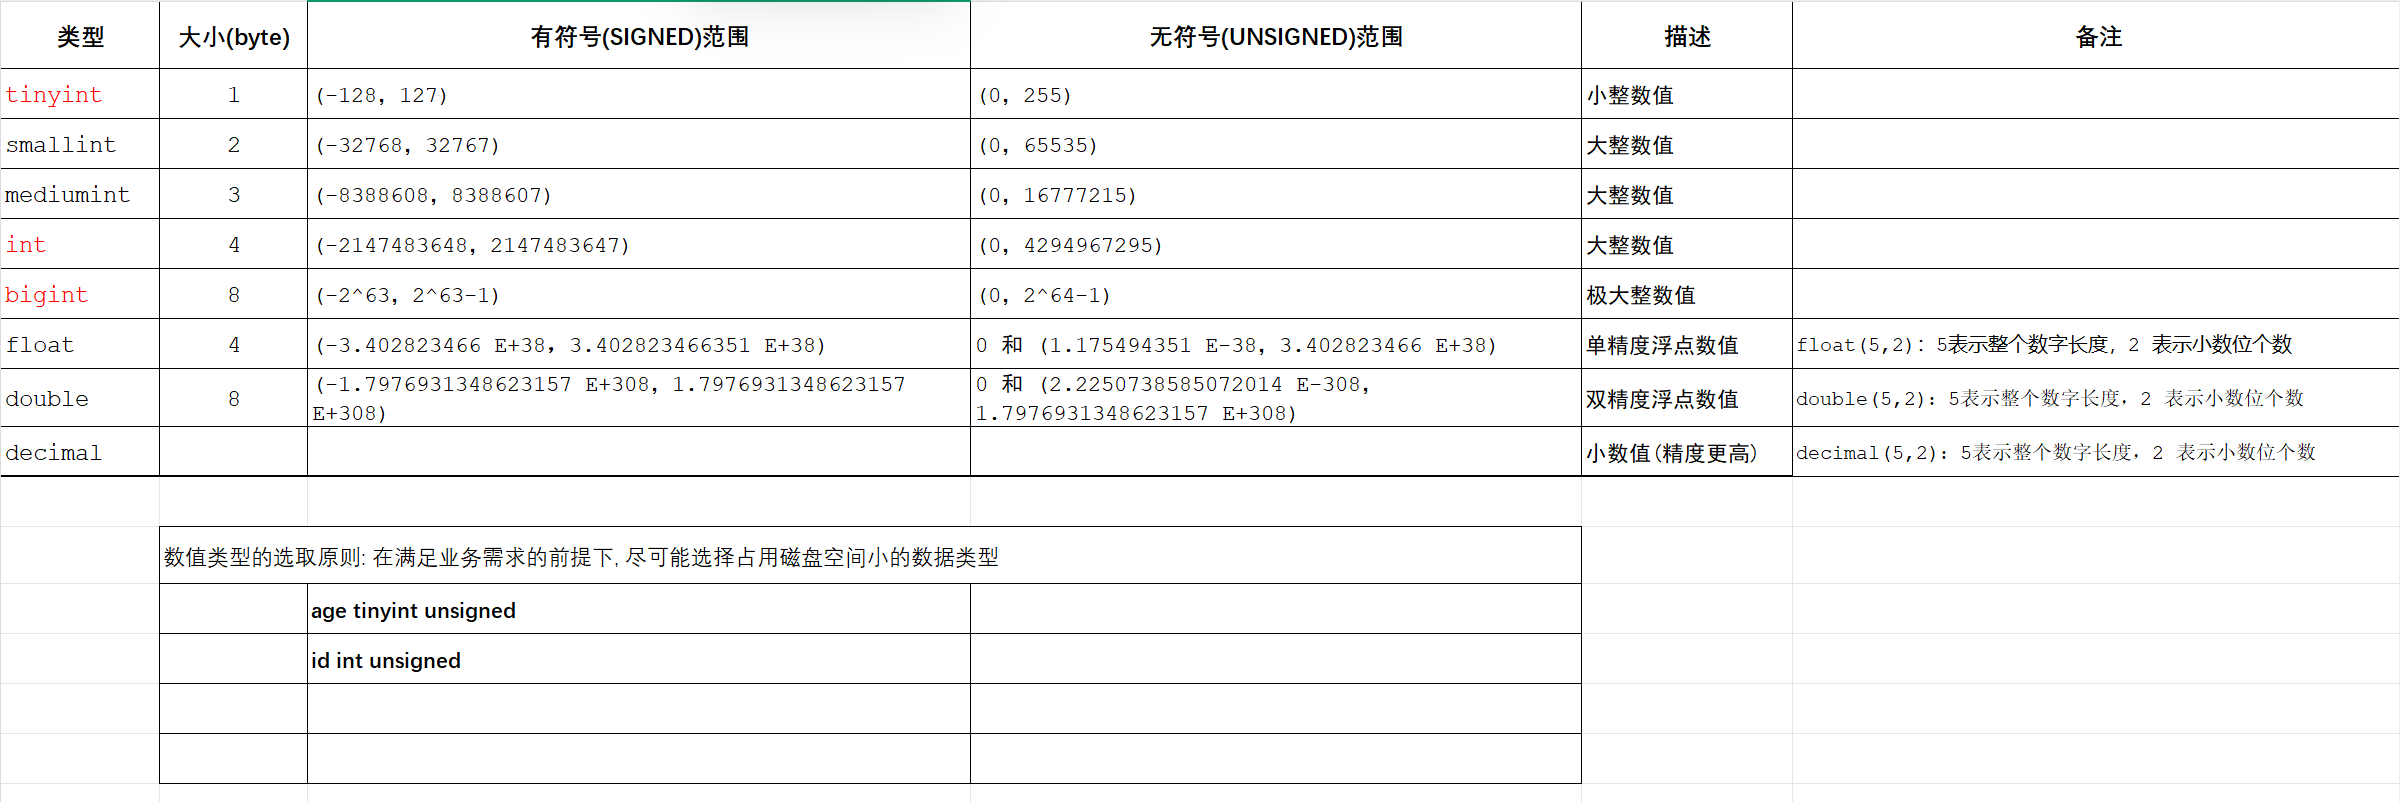 类型 大小(byte) 有符号(SIGNED)范围 无符号(UNSIGNED)范围 描述 备注
tinyint 1 (-128, 127) (0, 255) 小整数值
smallint 2 (-32768, 32767) (0, 65535) 大整数值
mediumint 3 (-8388608, 8388607) (0, 16777215) 大整数值
int 4 (-2147483648, 2147483647) (0, 4294967295) 大整数值
bigint 8 (-2^63, 2^63-1) (0, 2^64-1) 极大整数值
float 4 (-3.402823466 E+38, 3.402823466351 E+38) 0 和 (1.175494351 E-38, 3.402823466 E+38) 单精度浮点数值 float(5,2): 5表示整个数字长度, 2 表示小数位个数
double 8 (-1.7976931348623157 E+308, 1.7976931348623157
E+308) 0 和 (2.2250738585072014 E-308,
1.7976931348623157 E+308) 双精度浮点数值 double(5,2): 5表示整个数字长度, 2 表示小数位个数
decimal 小数值(精度更高) decimal(5,2): 5表示整个数字长度, 2 表示小数位个数
数值类型的选取原则: 在满足业务需求的前提下, 尽可能选择占用磁盘空间小的数据类型
age tinyint unsigned
id int unsigned